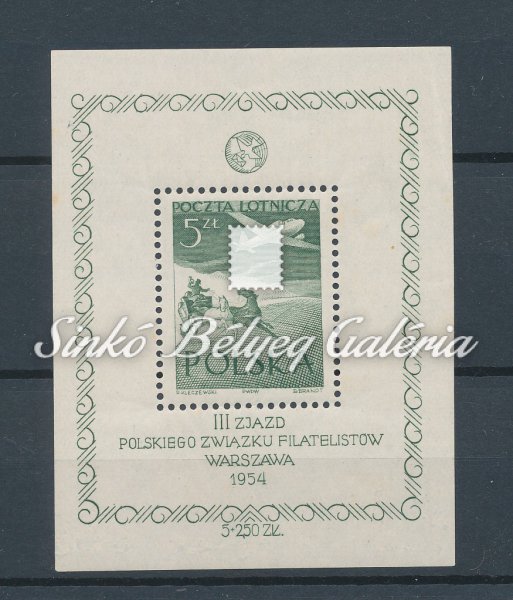 POCZTA LOTNICZA
5 ZŁ
Sinkó Bélyeg Galéria
POLSKA
PWPW
III ZJAZD
POLSKIEGO ZWIĄZKU FILATELISTÓW
WARSZAWA
1954
5+2,50 ZŁ.